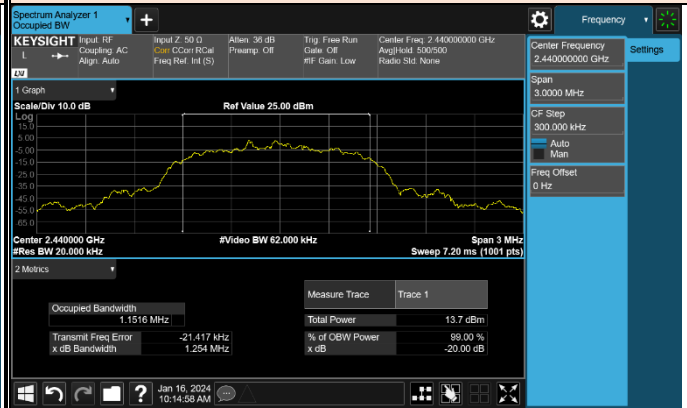 Spectrum Analyzer 1
Occupied BW
Frequency
KEYSIGHT
L
Input: RF
Coupling: AC
Align: Auto
Input Z: 50 Ω
Corr CCorr RCal
Freq Ref: Int (S)
Atten: 36 dB
Preamp: Off
Trig: Free Run
Gate: Off
#IF Gain: Low
Center Freq: 2.440000000 GHz
Avg|Hold: 500/500
Radio Std: None
LNI
Center Frequency
2.440000000 GHz
Settings
Span
3.0000 MHz
CF Step
300.000 kHz
Auto
Man
Freq Offset
0 Hz
1 Graph
Scale/Div 10.0 dB
Ref Value 25.00 dBm
Log
15.0
5.00
-5.00
-15.0
-25.0
-35.0
-45.0
-55.0
-65.0
Center 2.440000 GHz
#Video BW 62.000 kHz
Span 3 MHz
#Res BW 20.000 kHz
Sweep 7.20 ms (1001 pts)
2 Metrics
Measure Trace
Trace 1
Occupied Bandwidth
1.1516 MHz
Total Power
13.7 dBm
Transmit Freq Error
-21.417 kHz
% of OBW Power
99.00 %
x dB Bandwidth
1.254 MHz
x dB
-20.00 dB
?
Jan 16, 2024
10:14:58 AM